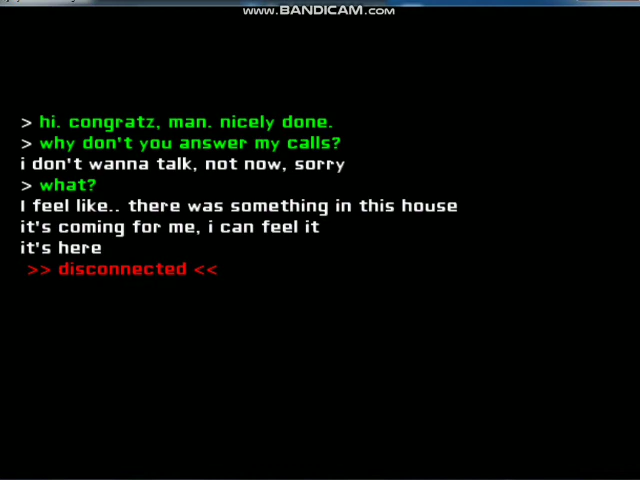 www.BANDICAM.com
> hi. congratz, man. nicely done.
> why don't you answer my calls?
i don't wanna talk, not now, sorry
> what?
I feel like.. there was something in this house
it's coming for me, i can feel it
it's here
>> disconnected <<